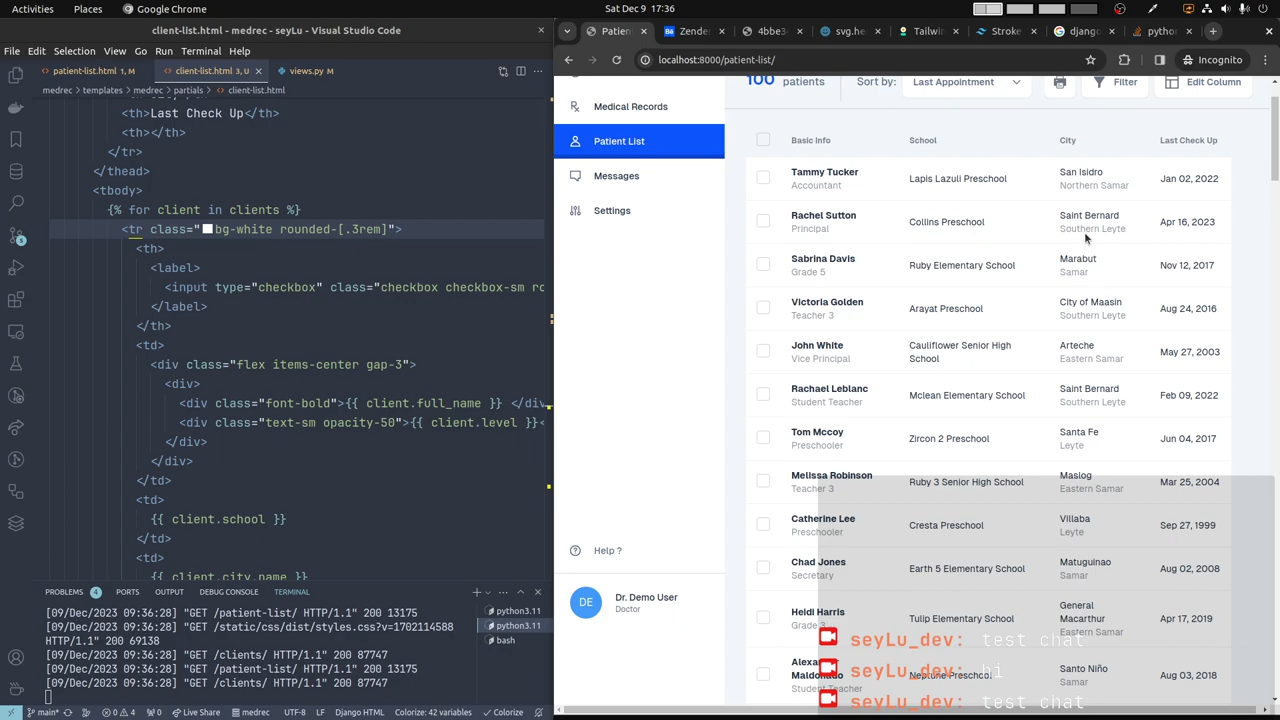 Activities
Places
Google Chrome
Sat Dec 9 17:36
client-list.html - medrec - seyLu - Visual Studio Code
File Edit Selection View Go Run Terminal Help
patient-list.html 1, M
client-list.html 3, U
views.py M
medrec > templates > medrec > partials > client-list.html
<th>Last Check Up</th>
<th></th>
</tr>
</thead>
<tbody>
{% for client in clients %}
<tr class="bg-white rounded-[.3rem]">
<th>
<label>
<input type="checkbox" class="checkbox checkbox-sm ro
</label>
</th>
<td>
<div class="flex items-center gap-3">
<div>
<div class="font-bold">{{ client.full_name }} </div
<div class="text-sm opacity-50">{{ client.level }}<
</div>
</div>
</td>
<td>
{{ client.school }}
</td>
<td>
{{ client.city_name }}
PROBLEMS 4 PORTS OUTPUT DEBUG CONSOLE TERMINAL
[09/Dec/2023 09:36:28] "GET /patient-list/ HTTP/1.1" 200 13175
[09/Dec/2023 09:36:28] "GET /static/css/dist/styles.css?v=1702114588
HTTP/1.1" 200 69138
[09/Dec/2023 09:36:28] "GET /clients/ HTTP/1.1" 200 87747
[09/Dec/2023 09:36:54] "GET /patient-list/ HTTP/1.1" 200 13175
[09/Dec/2023 09:36:54] "GET /clients/ HTTP/1.1" 200 87747
python3.11
python3.11
bash
main*
Live Share
medrec
Colorize: 42 variables
Colorize
Patien
Zender
4bbe3
svg.he
Tailwin
Stroke
django
python
localhost:8000/patient-list/
Incognito
Medical Records
Patient List
Messages
Settings
Help ?
DE
Dr. Demo User
Doctor
100 patients
Sort by: Last Appointment
Filter
Edit Column
Basic Info School City Last Check Up
Tammy Tucker
Accountant
Lapis Lazuli Preschool
San Isidro
Northern Samar
Jan 02, 2022
Rachel Sutton
Principal
Collins Preschool
Saint Bernard
Southern Leyte
Apr 16, 2023
Sabrina Davis
Grade 5
Ruby Elementary School
Marabut
Samar
Nov 12, 2017
Victoria Golden
Teacher 3
Arayat Preschool
City of Maasin
Southern Leyte
Aug 24, 2016
John White
Vice Principal
Cauliflower Senior High
School
Arteche
Eastern Samar
May 27, 2003
Rachael Leblanc
Student Teacher
Mclean Elementary School
Saint Bernard
Southern Leyte
Feb 09, 2022
Tom Mccoy
Preschooler
Zircon 2 Preschool
Santa Fe
Leyte
Jun 04, 2017
Melissa Robinson
Teacher 3
Ruby 3 Senior High School
Maslog
Eastern Samar
Mar 25, 2004
Catherine Lee
Preschooler
Cresta Preschool
Villaba
Leyte
Sep 27, 1999
Chad Jones
Secretary
Earth 5 Elementary School
Matuguinao
Samar
Aug 02, 2008
Heidi Harris
Grade 3
Tulip Elementary School
General
Macarthur
Eastern Samar
Apr 17, 2019
Maldonado
Student Teacher
Neptune Preschool
Santo Niño
Samar
Aug 03, 2018
seyLu_dev: test chat
seyLu_dev: hi
seyLu_dev: test chat